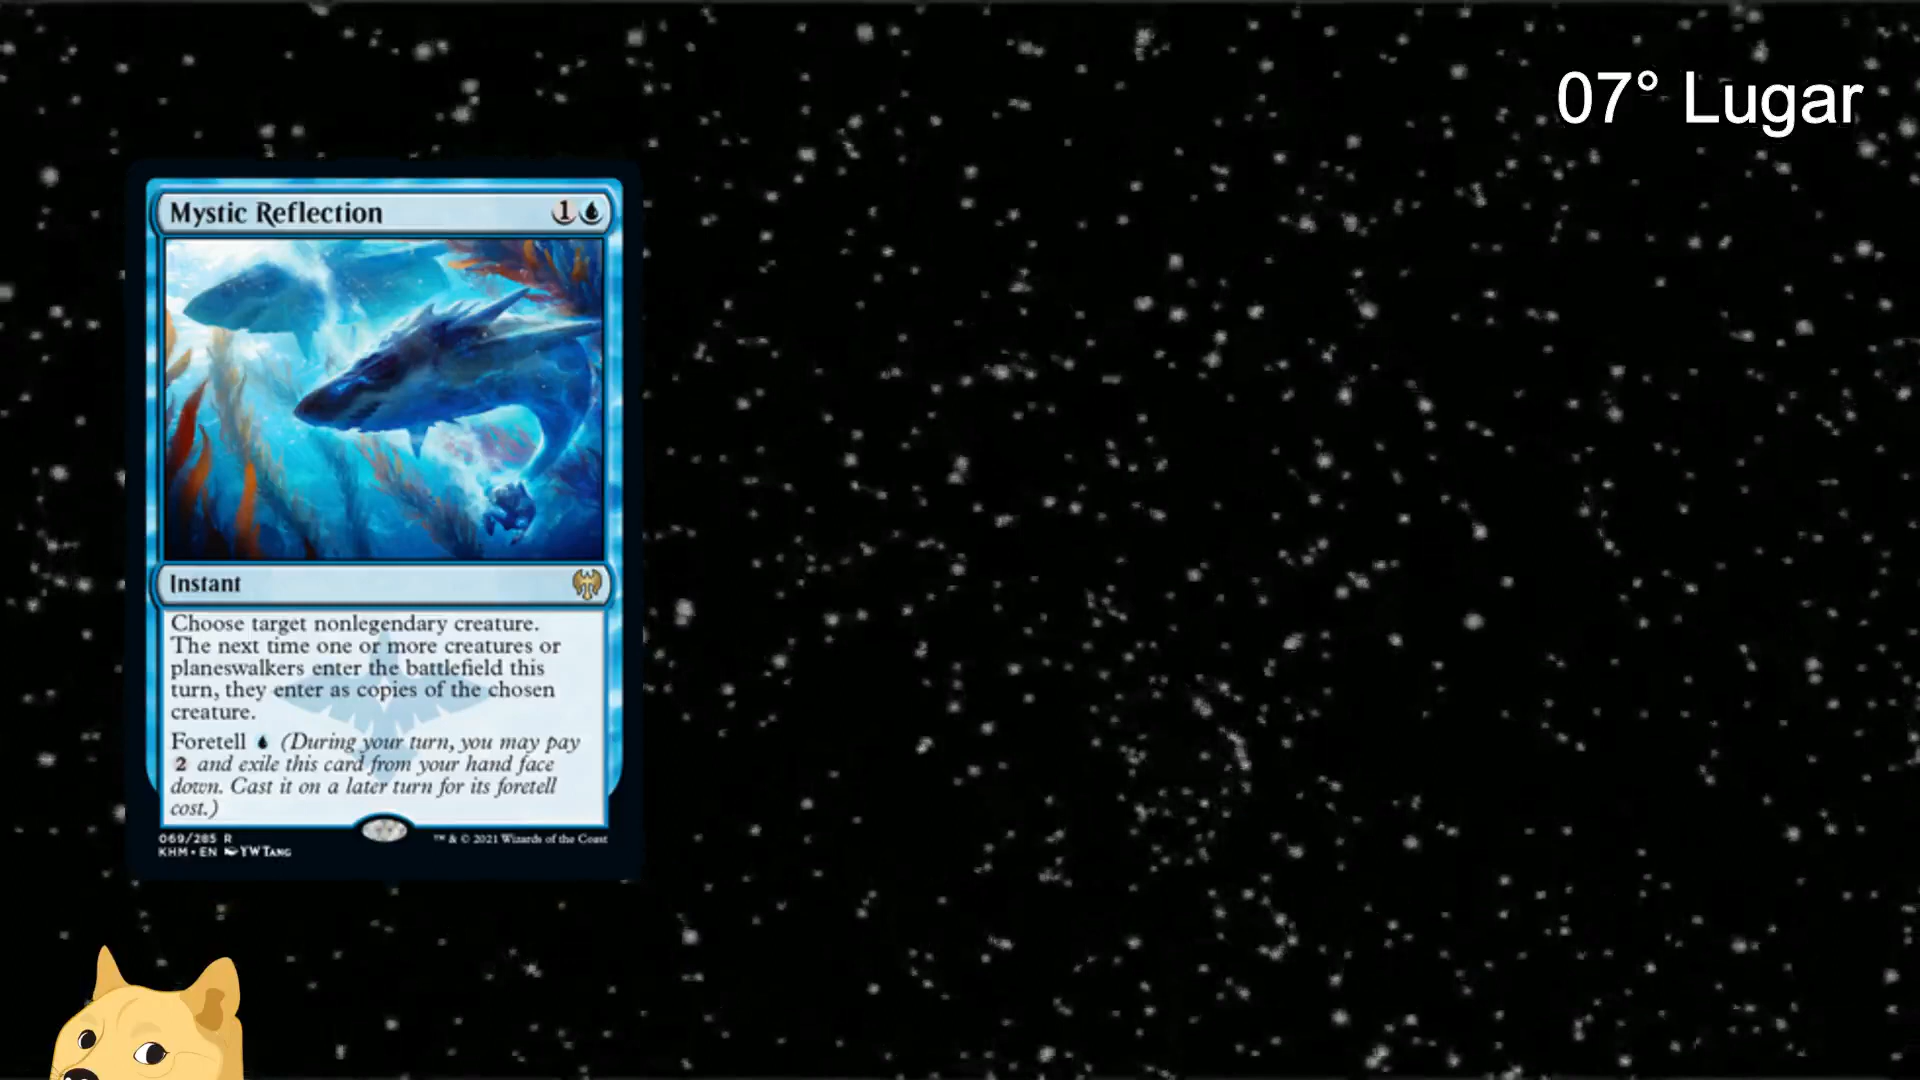 07° Lugar
Mystic Reflection 1
Instant
Choose target nonlegendary creature.
The next time one or more creatures or
planeswalkers enter the battlefield this
turn, they enter as copies of the chosen
creature.
Foretell (During your turn, you may pay
2 and exile this card from your hand face
down. Cast it on a later turn for its foretell
cost.)
069/285 R
KHM • EN YW Tang
™ & © 2021 Wizards of the Coast